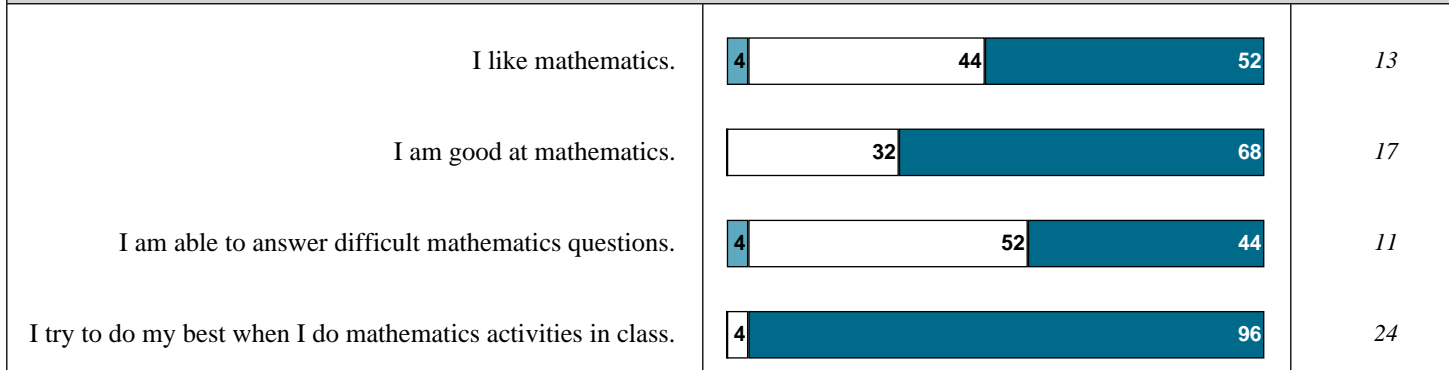 I like mathematics. 4 44 52 13
I am good at mathematics. 32 68 17
I am able to answer difficult mathematics questions. 4 52 44 11
I try to do my best when I do mathematics activities in class. 4 96 24